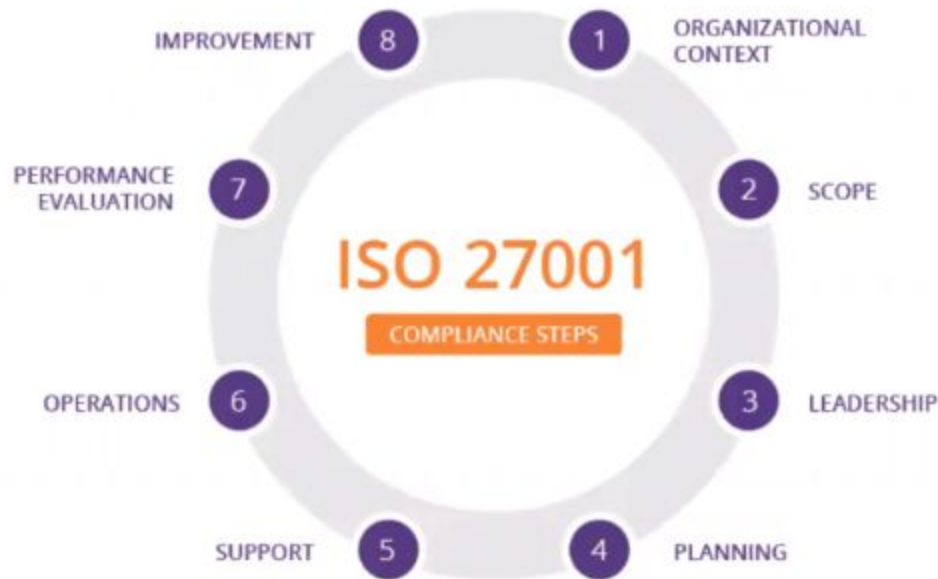 ISO 27001
COMPLIANCE STEPS
1
ORGANIZATIONAL
CONTEXT
2
SCOPE
3
LEADERSHIP
4
PLANNING
5
SUPPORT
6
OPERATIONS
7
PERFORMANCE
EVALUATION
8
IMPROVEMENT